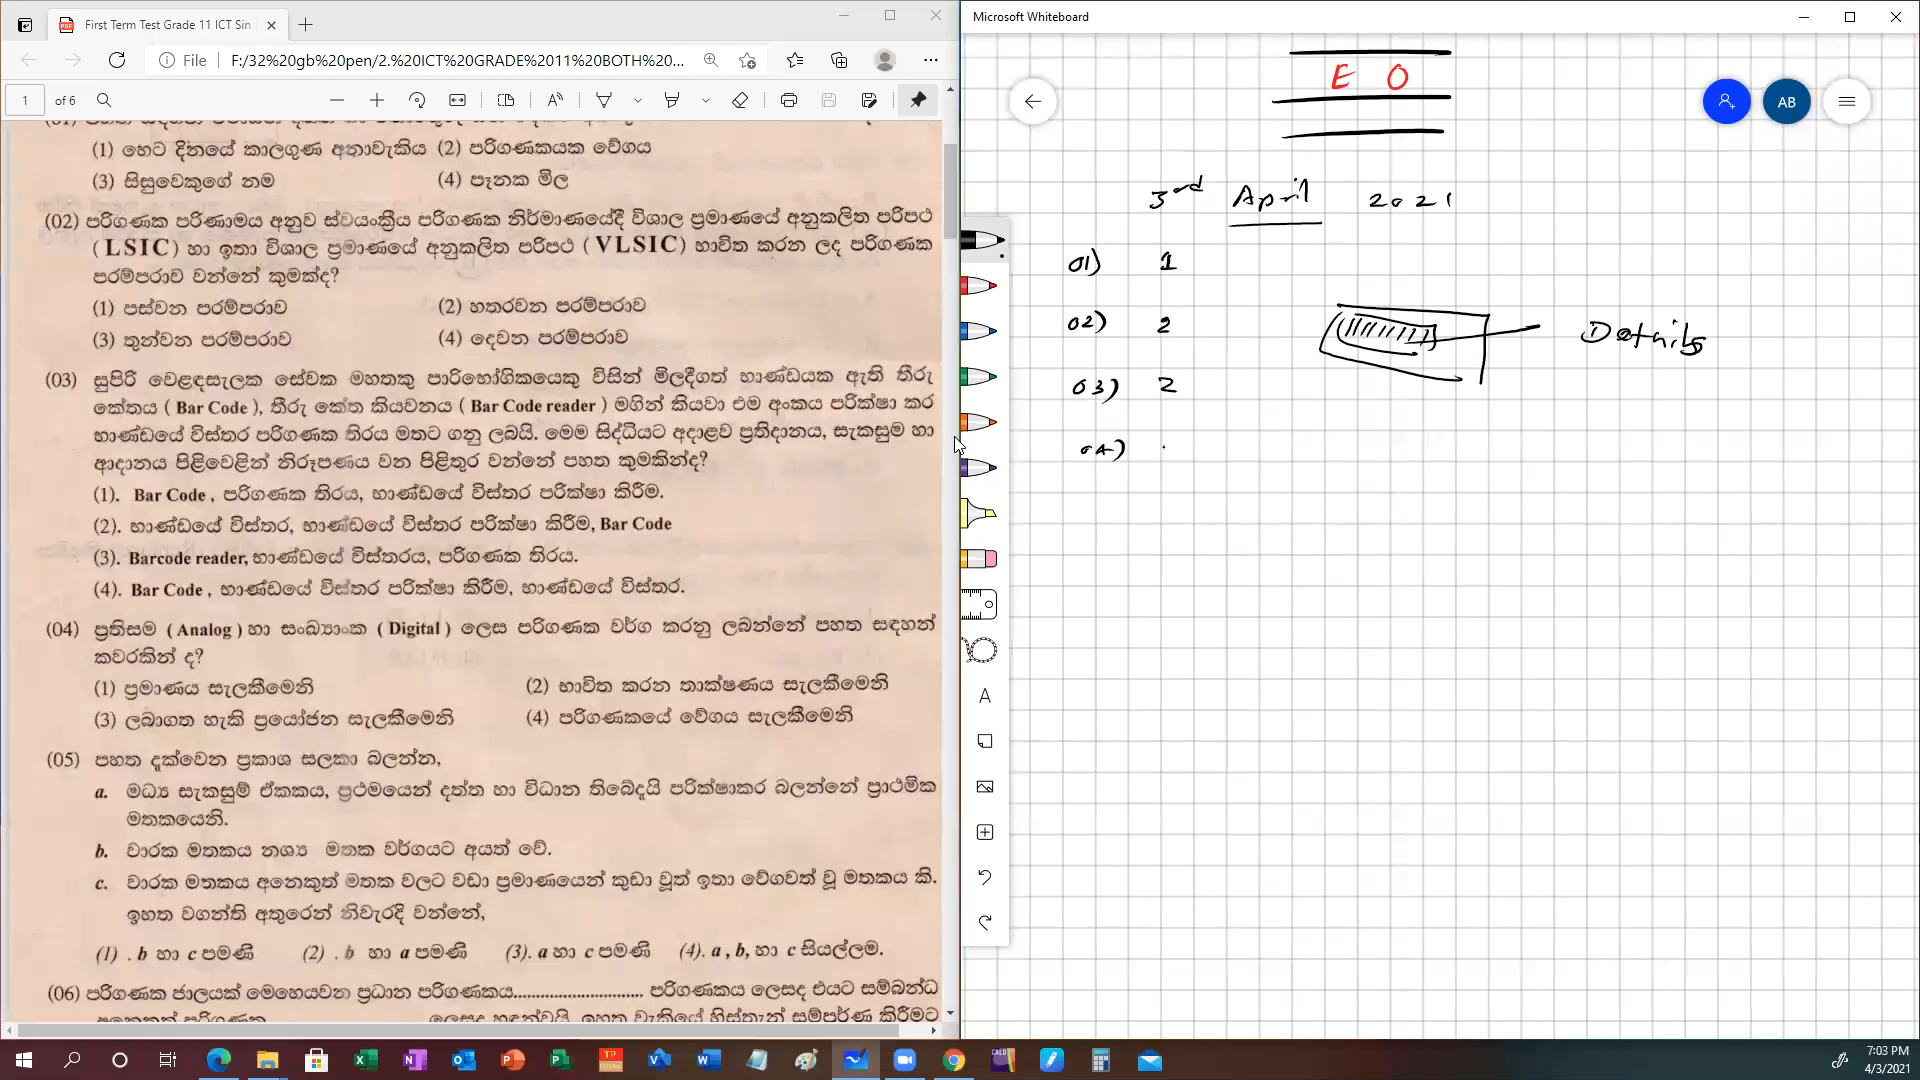 First Term Test Grade 11 ICT Sin
File
F:/32%20gb%20pen/2.%20ICT%20GRADE%2011%20BOTH%20...
1 of 6
(1) හෙට දිනයේ කාලගුණ අනාවැකිය (2) පරිගණකයක වේගය
(3) සිසුවෙකුගේ නම (4) පෑනක මිල
(02) පරිගණක පරිණාමය අනුව ස්වයංක්‍රීය පරිගණක නිර්මාණයේදී විශාල ප්‍රමාණයේ අනුකලිත පරිපථ
( LSIC ) හා ඉතා විශාල ප්‍රමාණයේ අනුකලිත පරිපථ ( VLSIC ) භාවිත කරන ලද පරිගණක
පරම්පරාව වන්නේ කුමක්ද?
(1) පස්වන පරම්පරාව (2) හතරවන පරම්පරාව
(3) තුන්වන පරම්පරාව (4) දෙවන පරම්පරාව
(03) සුපිරි වෙළඳසැලක සේවක මහතකු පාරිභෝගිකයෙකු විසින් මිලදීගත් භාණ්ඩයක ඇති තීරු
කේතය ( Bar Code ), තීරු කේත කියවනය ( Bar Code reader ) මගින් කියවා එම අංකය පරික්ෂා කර
භාණ්ඩයේ විස්තර පරිගණක තිරය මතට ගනු ලබයි. මෙම සිද්ධියට අදාළව ප්‍රතිදානය, සැකසුම හා
ආදානය පිළිවෙළින් නිරූපණය වන පිළිතුර වන්නේ පහත කුමකින්ද?
(1). Bar Code , පරිගණක තිරය, භාණ්ඩයේ විස්තර පරික්ෂා කිරීම.
(2). භාණ්ඩයේ විස්තර, භාණ්ඩයේ විස්තර පරික්ෂා කිරීම, Bar Code
(3). Barcode reader, භාණ්ඩයේ විස්තරය, පරිගණක තිරය.
(4). Bar Code , භාණ්ඩයේ විස්තර පරික්ෂා කිරීම, භාණ්ඩයේ විස්තර.
(04) ප්‍රතිසම ( Analog ) හා සංඛ්‍යාංක ( Digital ) ලෙස පරිගණක වර්ග කරනු ලබන්නේ පහත සඳහන්
කවරකින් ද?
(1) ප්‍රමාණය සැලකීමෙනි (2) භාවිත කරන තාක්ෂණය සැලකීමෙනි
(3) ලබාගත හැකි ප්‍රයෝජන සැලකීමෙනි (4) පරිගණකයේ වේගය සැලකීමෙනි
(05) පහත දැක්වෙන ප්‍රකාශ සලකා බලන්න,
a. මධ්‍ය සැකසුම් ඒකකය, ප්‍රථමයෙන් දත්ත හා විධාන තිබේදැයි පරික්ෂාකර බලන්නේ ප්‍රාථමික
මතකයෙනි.
b. වාරක මතකය නශ්‍ය මතක වර්ගයට අයත් වේ.
c. වාරක මතකය අනෙකුත් මතක වලට වඩා ප්‍රමාණයෙන් කුඩා වූත් ඉතා වේගවත් වූ මතකය කි.
ඉහත වගන්ති අතුරෙන් නිවැරදි වන්නේ,
(1) . b හා c පමණි (2) . b හා a පමණි (3). a හා c පමණි (4). a , b, හා c සියල්ලම.
(06) පරිගණක ජාලයක් මෙහෙයවන ප්‍රධාන පරිගණකය............................ පරිගණකය ලෙසද එයට සම්බන්ධ
Microsoft Whiteboard
AB
E O
3rd April 2021
01) 1
02) 2
Details
03) 2
04)
7:03 PM
4/3/2021